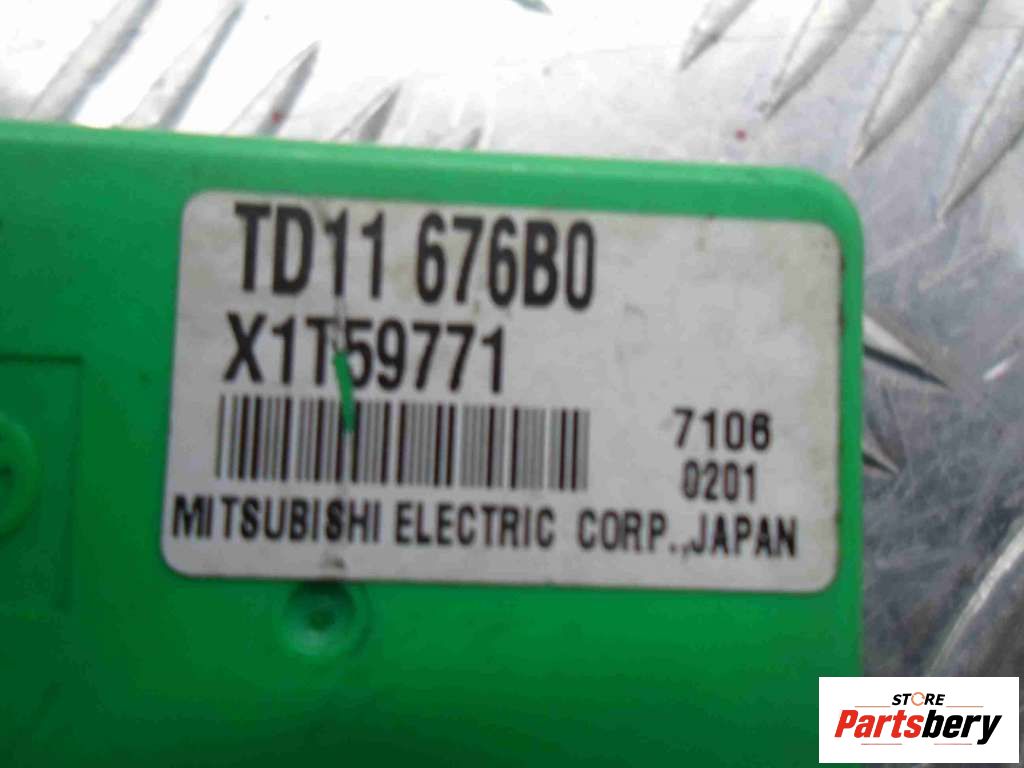 TD11 676B0
X1T59771
7106
0201
MITSUBISHI ELECTRIC CORP.,JAPAN
STORE
Partsbery